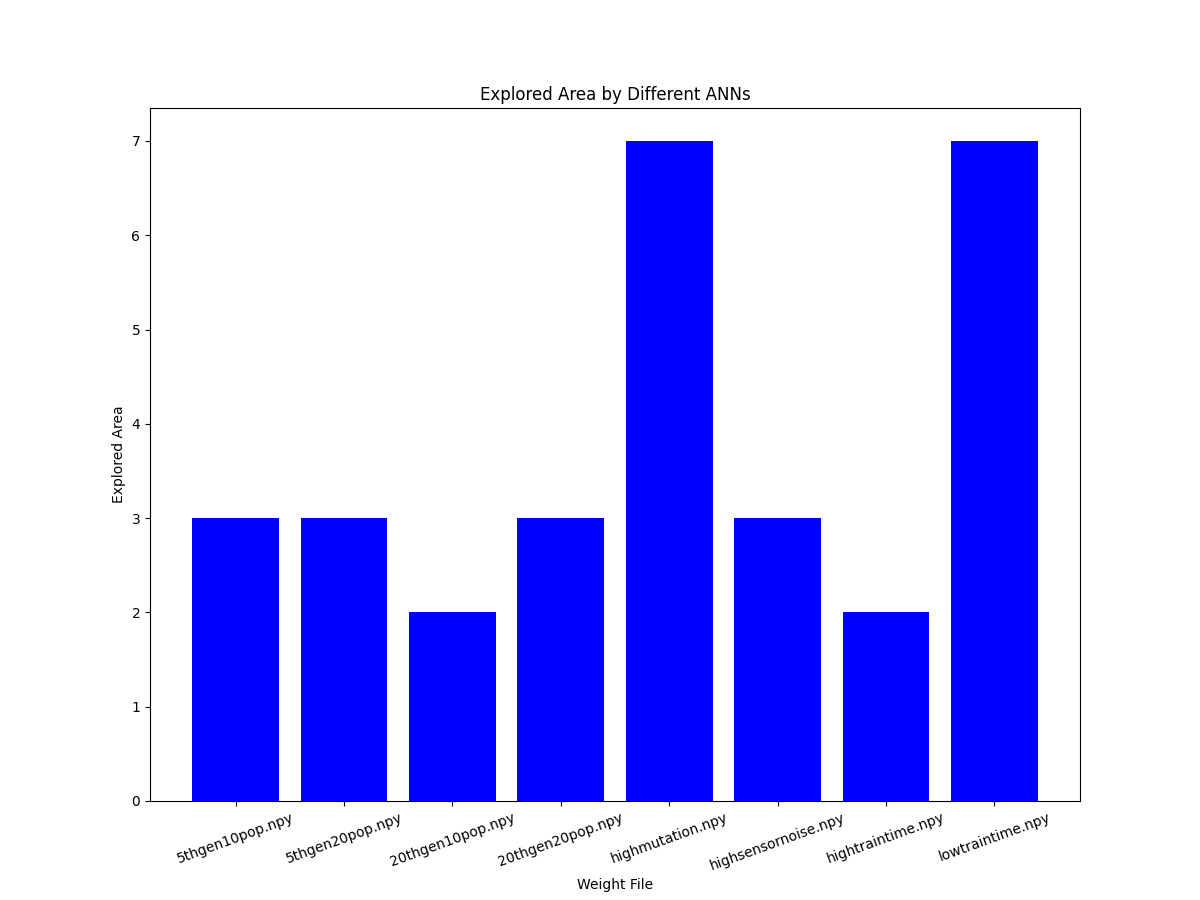 Explored Area by Different ANNs
7
6
5
4
3
2
1
0
Explored Area
5thgen10pop.npy
5thgen20pop.npy
20thgen10pop.npy
20thgen20pop.npy
highmutation.npy
highsensornoise.npy
hightraintime.npy
lowtraintime.npy
Weight File